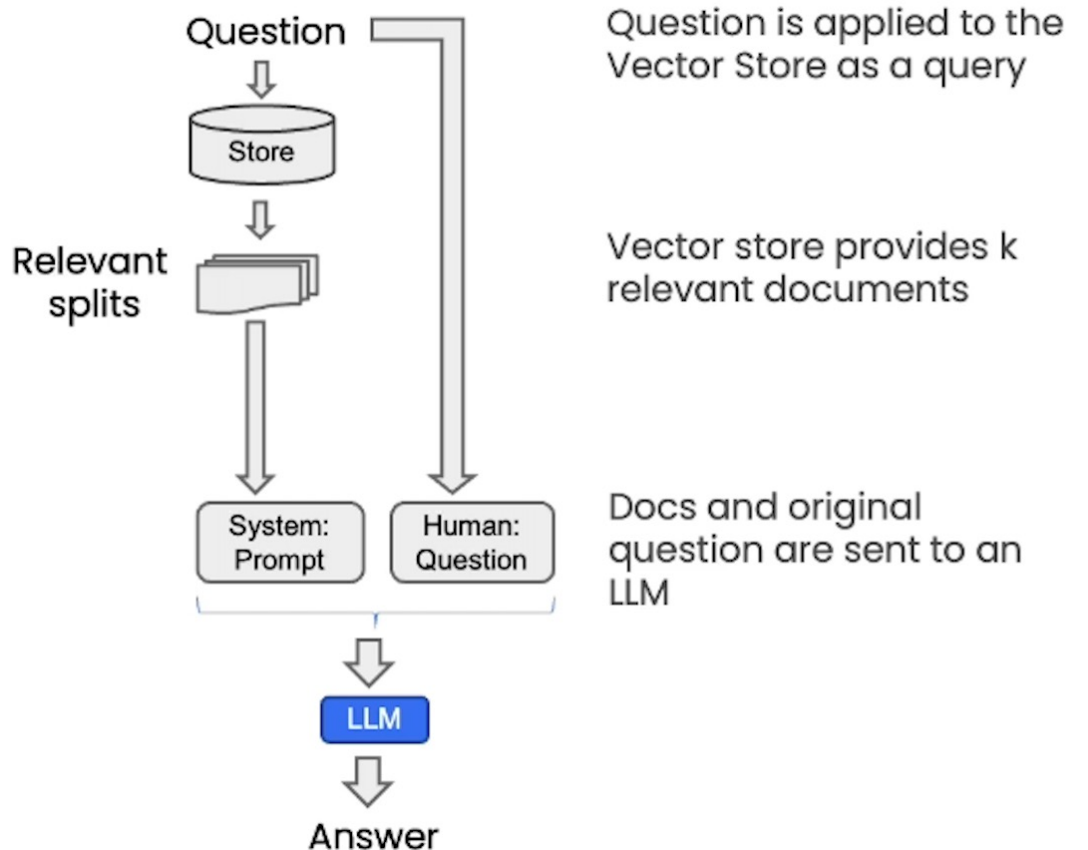 Question
Question is applied to the
Vector Store as a query
Store
Relevant
splits
Vector store provides k
relevant documents
System:
Prompt
Human:
Question
Docs and original
question are sent to an
LLM
LLM
Answer